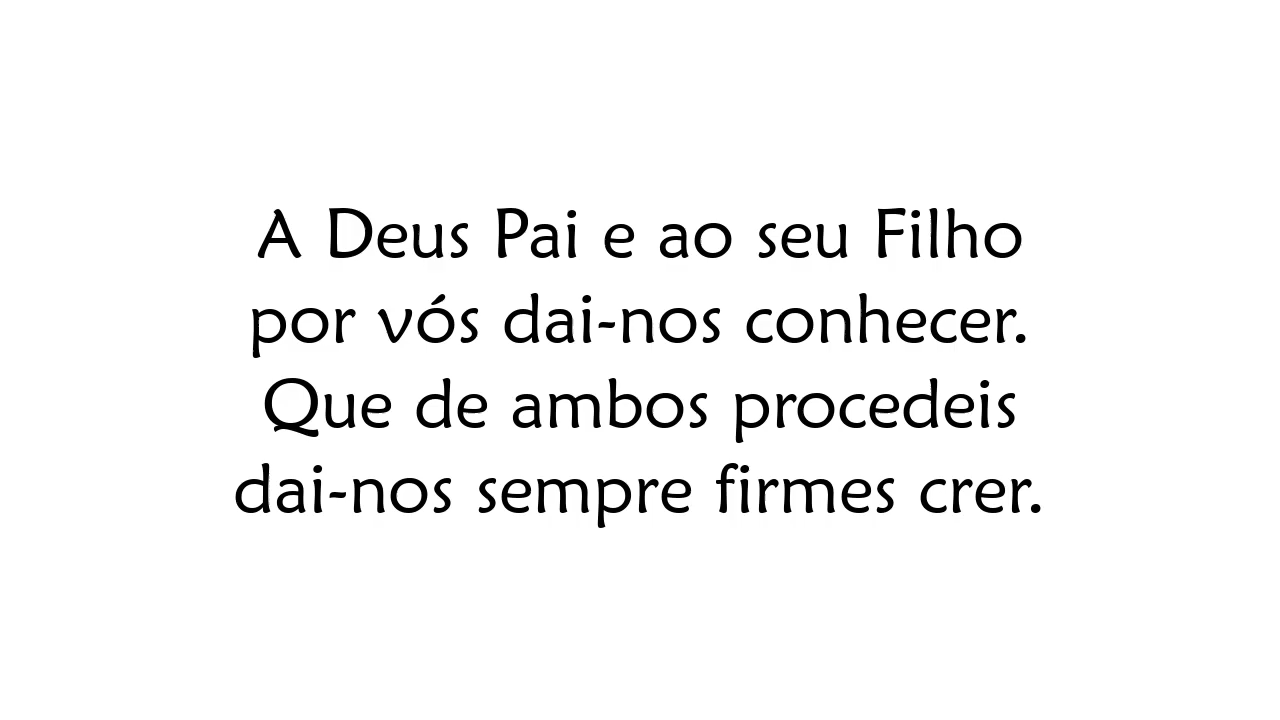 A Deus Pai e ao seu Filho
por vós dai-nos conhecer.
Que de ambos procedeis
dai-nos sempre firmes crer.